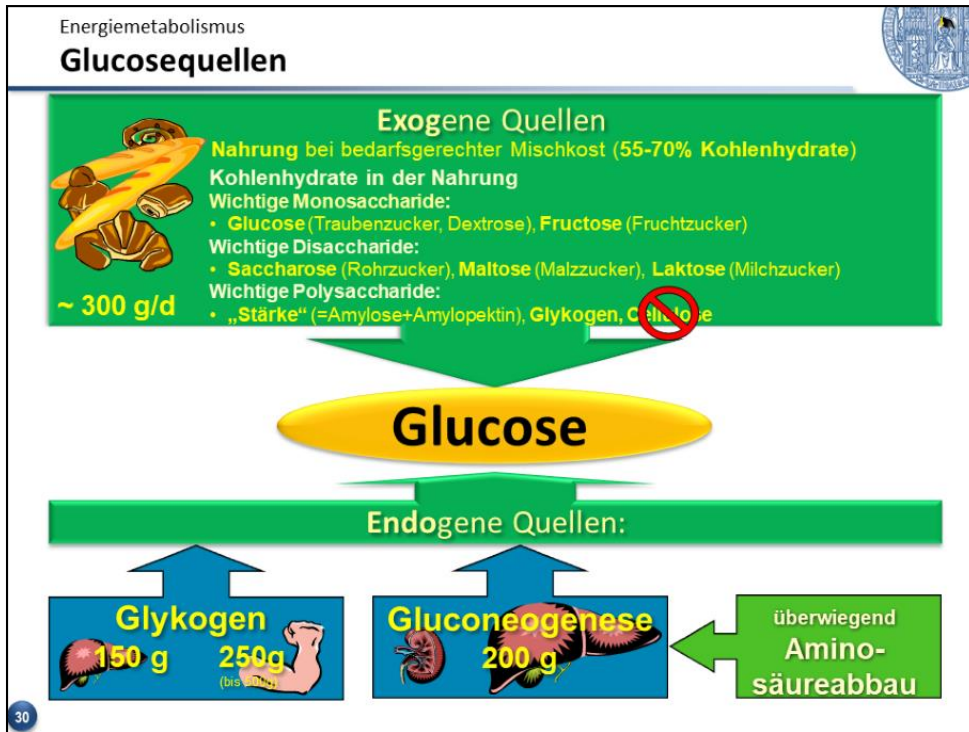 Energiemetabolismus
Glucosequellen
Exogene Quellen
Nahrung bei bedarfsgerechter Mischkost (55-70% Kohlenhydrate)
Kohlenhydrate in der Nahrung
Wichtige Monosaccharide:
• Glucose (Traubenzucker, Dextrose), Fructose (Fruchtzucker)
Wichtige Disaccharide:
• Saccharose (Rohrzucker), Maltose (Malzzucker), Laktose (Milchzucker)
Wichtige Polysaccharide:
• „Stärke“ (=Amylose+Amylopektin), Glykogen, Cellulose
~ 300 g/d
Glucose
Endogene Quellen:
Glykogen
150 g 250g
(bis 500g)
Gluconeogenese
200 g
überwiegend
Amino-
säureabbau
30